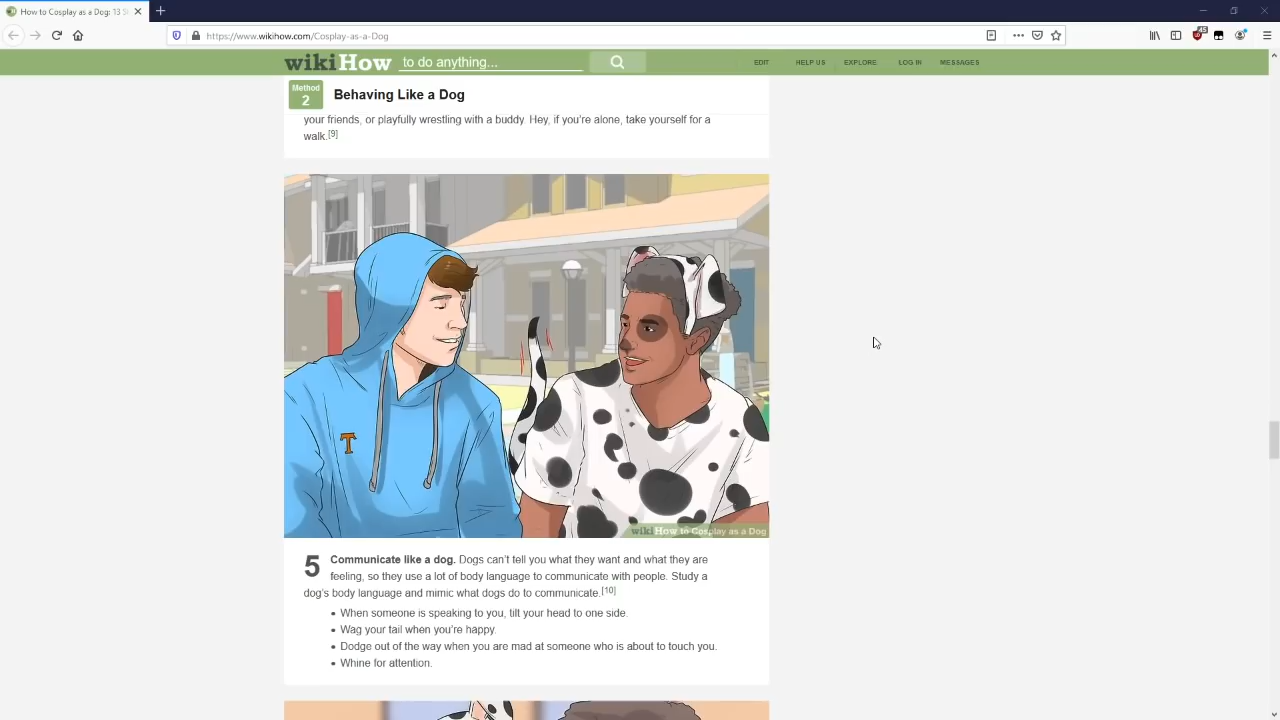 How to Cosplay as a Dog: 13 S
https://www.wikihow.com/Cosplay-as-a-Dog
wikiHow to do anything... EDIT HELP US EXPLORE LOG IN MESSAGES
Method
2
Behaving Like a Dog
your friends, or playfully wrestling with a buddy. Hey, if you’re alone, take yourself for a
walk.[9]
T
wikiHow to Cosplay as a Dog
5 Communicate like a dog. Dogs can’t tell you what they want and what they are
feeling, so they use a lot of body language to communicate with people. Study a
dog’s body language and mimic what dogs do to communicate.[10]
When someone is speaking to you, tilt your head to one side.
Wag your tail when you’re happy.
Dodge out of the way when you are mad at someone who is about to touch you.
Whine for attention.